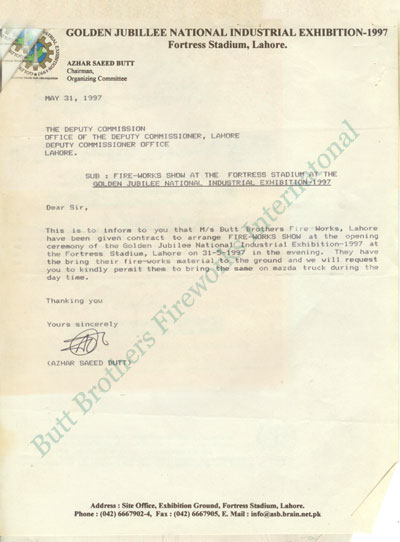 GOLDEN JUBILLEE NATIONAL INDUSTRIAL EXHIBITION-1997
Fortress Stadium, Lahore.
AZHAR SAEED BUTT
Chairman,
Organizing Committee
MAY 31, 1997
THE DEPUTY COMMISSION
OFFICE OF THE DEPUTY COMMISSIONER, LAHORE
DEPUTY COMMISSIONER OFFICE
LAHORE.
SUB : FIRE-WORKS SHOW AT THE FORTRESS STADIUM AT THE
GOLDEN JUBILEE NATIONAL INDUSTRIAL EXHIBITION-1997
Dear Sir,
This is to inform to you that M/s Butt Brothers Fire Works, Lahore
have been given contract to arrange FIRE-WORKS SHOW at the opening
ceremony of the Golden Jubilee National Industrial Exhibition-1997 at
the Fortress Stadium, Lahore on 31-5-1997 in the evening. They have
the bring their fire-works material to the ground and we will request
you to kindly permit them to bring the same on mazda truck during the
day time.
Thanking you
Yours sincerely
(AZHAR SAEED BUTT)
Butt Brothers Fireworks International
Address : Site Office, Exhibition Ground, Fortress Stadium, Lahore.
Phone : (042) 6667902-4, Fax : (042) 6667905, E. Mail : info@asb.brain.net.pk